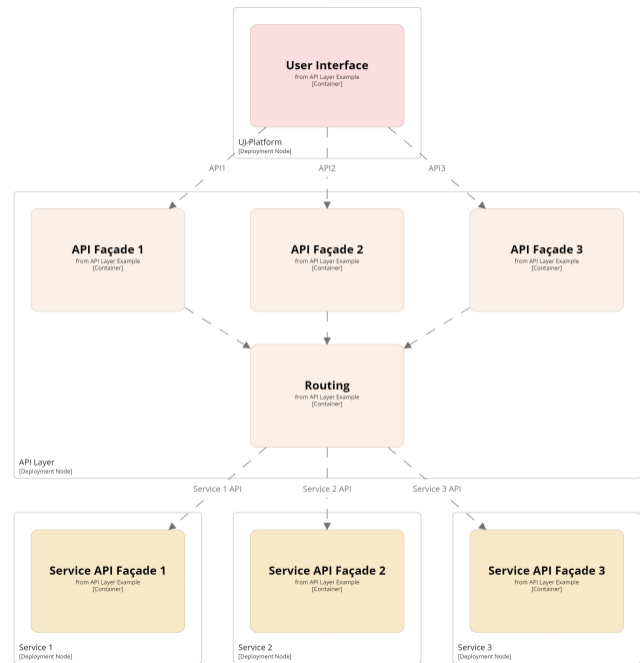 User Interface
from API Layer Example
[Container]
UI Platform
[Deployment Node]
API1
API2
API3
API Façade 1
from API Layer Example
[Container]
API Façade 2
from API Layer Example
[Container]
API Façade 3
from API Layer Example
[Container]
Routing
from API Layer Example
[Container]
API Layer
[Deployment Node]
Service 1 API
Service 2 API
Service 3 API
Service API Façade 1
from API Layer Example
[Container]
Service API Façade 2
from API Layer Example
[Container]
Service API Façade 3
from API Layer Example
[Container]
Service 1
[Deployment Node]
Service 2
[Deployment Node]
Service 3
[Deployment Node]